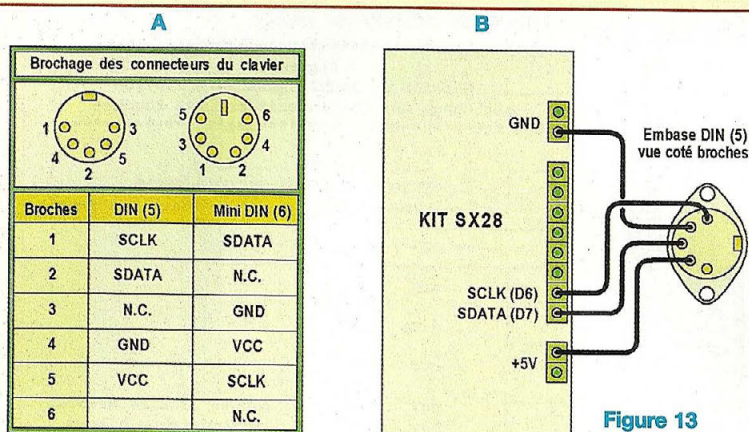 A
Brochage des connecteurs du clavier
1 3
4 5
2
5 6
3 4
1 2
Broches DIN (5) Mini DIN (6)
1 SCLK SDATA
2 SDATA N.C.
3 N.C. GND
4 GND VCC
5 VCC SCLK
6 N.C.
B
GND
Embase DIN (5)
vue coté broches
KIT SX28
SCLK (D6)
SDATA (D7)
+5V
Figure 13